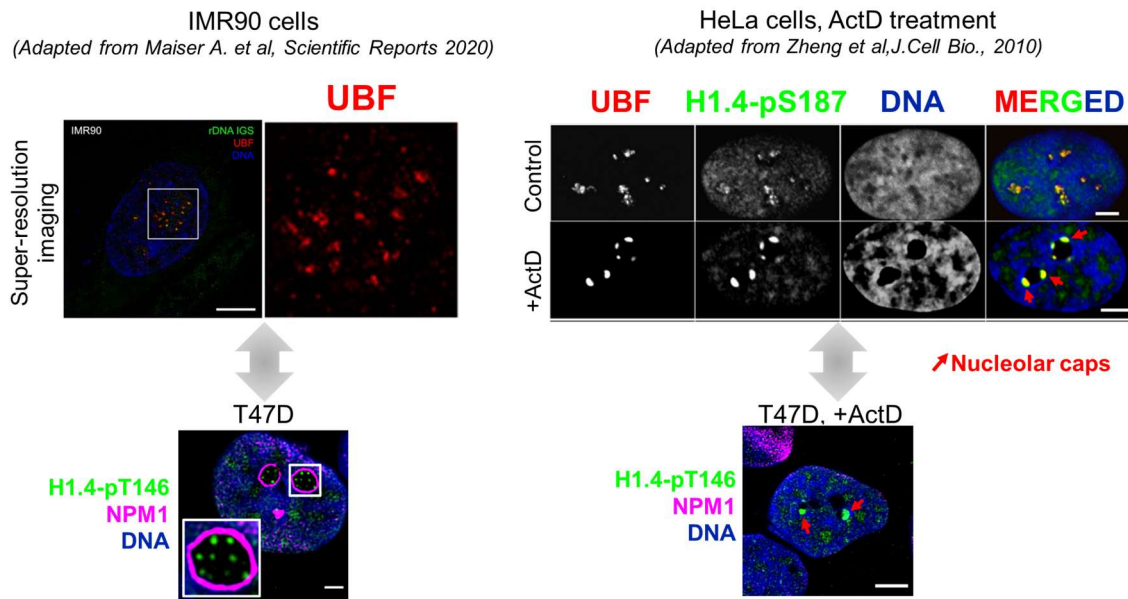 IMR90 cells
(Adapted from Maiser A. et al, Scientific Reports 2020)
UBF
Super-resolution
imaging
IMR90
rDNA IGS
UBF
DNA
T47D
H1.4-pT146
NPM1
DNA
HeLa cells, ActD treatment
(Adapted from Zheng et al,J.Cell Bio., 2010)
UBF H1.4-pS187 DNA MERGED
Control
+ActD
Nucleolar caps
T47D, +ActD
H1.4-pT146
NPM1
DNA